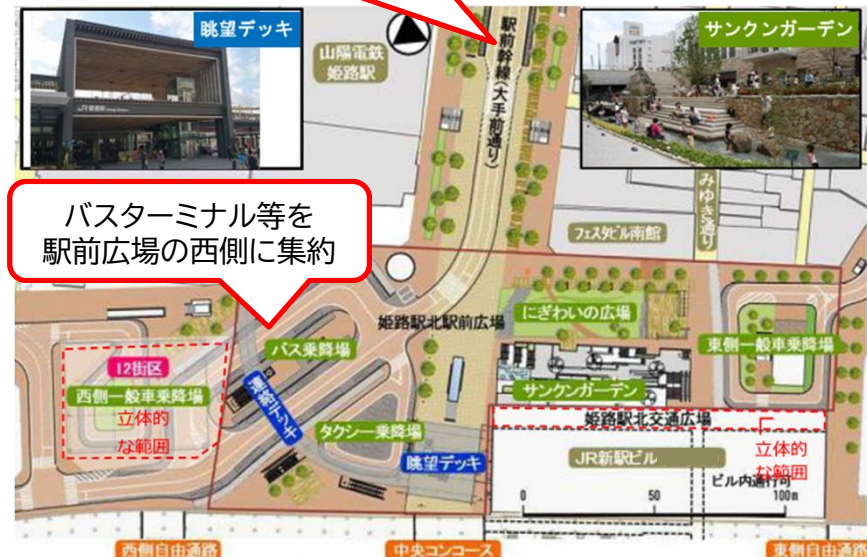 眺望デッキ
サンクンガーデン
山陽電鉄
姫路駅
駅前幹線(大手前通り)
みゆき通り
バスターミナル等を
駅前広場の西側に集約
フェスタビル南館
にぎわいの広場
姫路駅北駅前広場
バス乗降場
東側一般車乗降場
12街区
西側一般車乗降場
立体的
な範囲
連絡デッキ
サンクンガーデン
タクシー乗降場
姫路駅北交通広場
眺望デッキ
JR新駅ビル
立体的
な範囲
ビル内通行可
0 50 100m
西側自由通路
中央コンコース
東側自由通路